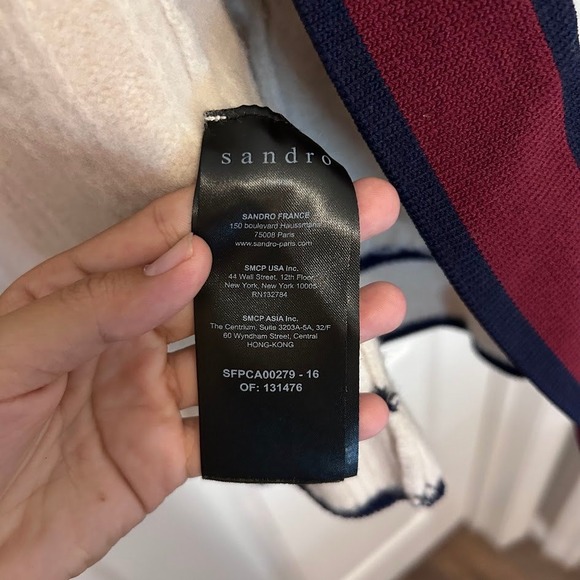 sandro
SANDRO FRANCE
150 boulevard Haussmann
75008 Paris
www.sandro-paris.com
SMCP USA Inc.
44 Wall Street, 12th Floor
New York, New York 10005
RN132784
SMCP ASIA Inc.
The Centrium, Suite 3203A-5A, 32/F
60 Wyndham Street, Central
HONG-KONG
SFPCA00279 - 16
OF: 131476